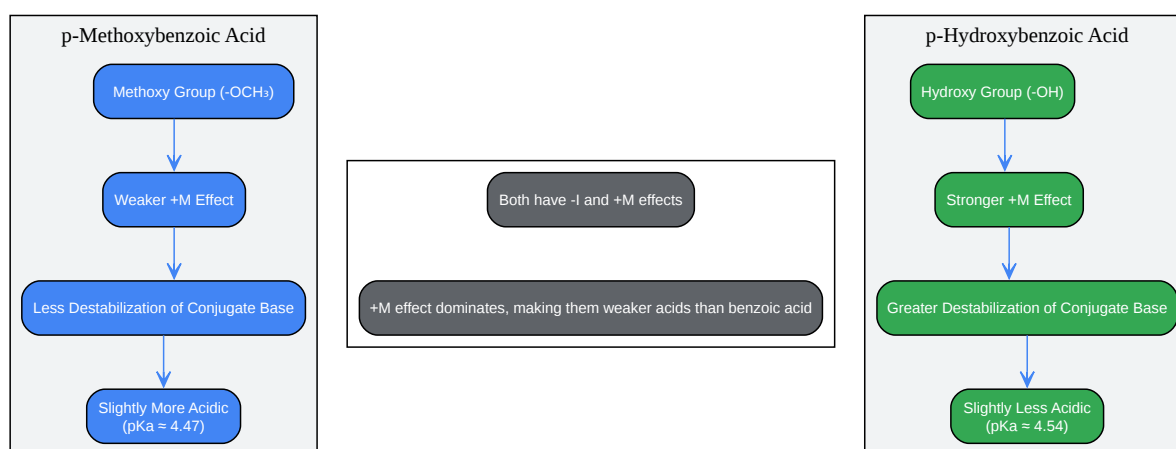 p-Methoxybenzoic Acid
Methoxy Group (-OCH₃)
Weaker +M Effect
Less Destabilization of Conjugate Base
Slightly More Acidic
(pKa ≈ 4.47)
Both have -I and +M effects
+M effect dominates, making them weaker acids than benzoic acid
p-Hydroxybenzoic Acid
Hydroxy Group (-OH)
Stronger +M Effect
Greater Destabilization of Conjugate Base
Slightly Less Acidic
(pKa ≈ 4.54)